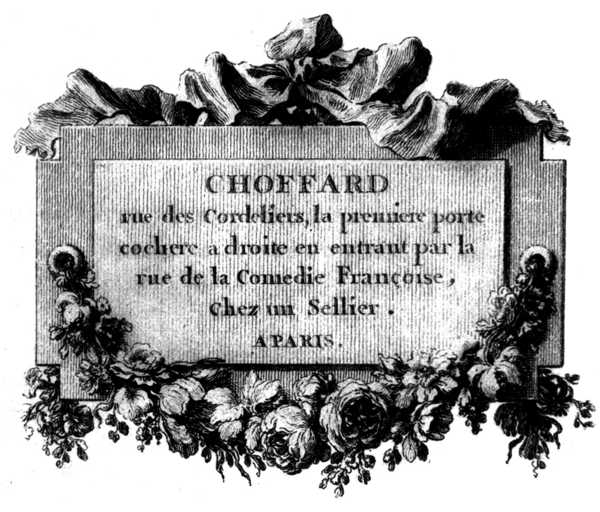 CHOFFARD
rue des Cordeliers, la premiere porte
cochere a droite en entrant par la
rue de la Comedie Françoise,
Chez un Sellier.
A PARIS.